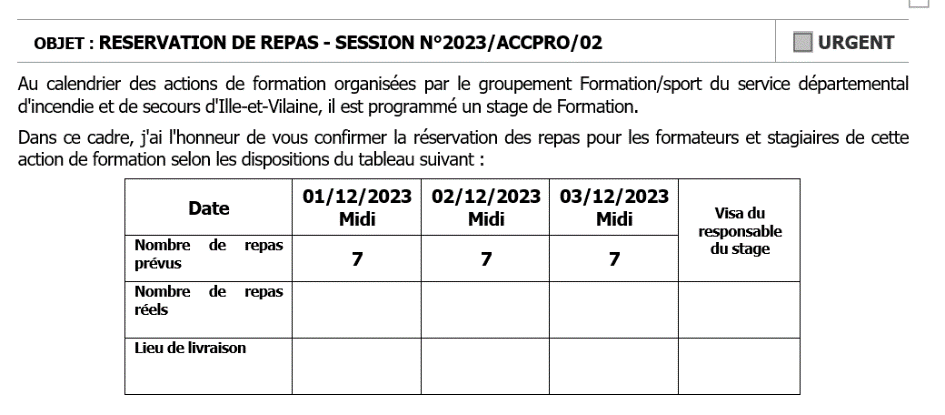 OBJET : RESERVATION DE REPAS - SESSION N°2023/ACCPRO/02
URGENT
Au calendrier des actions de formation organisées par le groupement Formation/sport du service départemental
d'incendie et de secours d'Ille-et-Vilaine, il est programmé un stage de Formation.
Dans ce cadre, j'ai l'honneur de vous confirmer la réservation des repas pour les formateurs et stagiaires de cette
action de formation selon les dispositions du tableau suivant :
Date
01/12/2023
Midi
02/12/2023
Midi
03/12/2023
Midi
Visa du
responsable
du stage
Nombre de repas
prévus
7
7
7
Nombre de repas
réels
Lieu de livraison